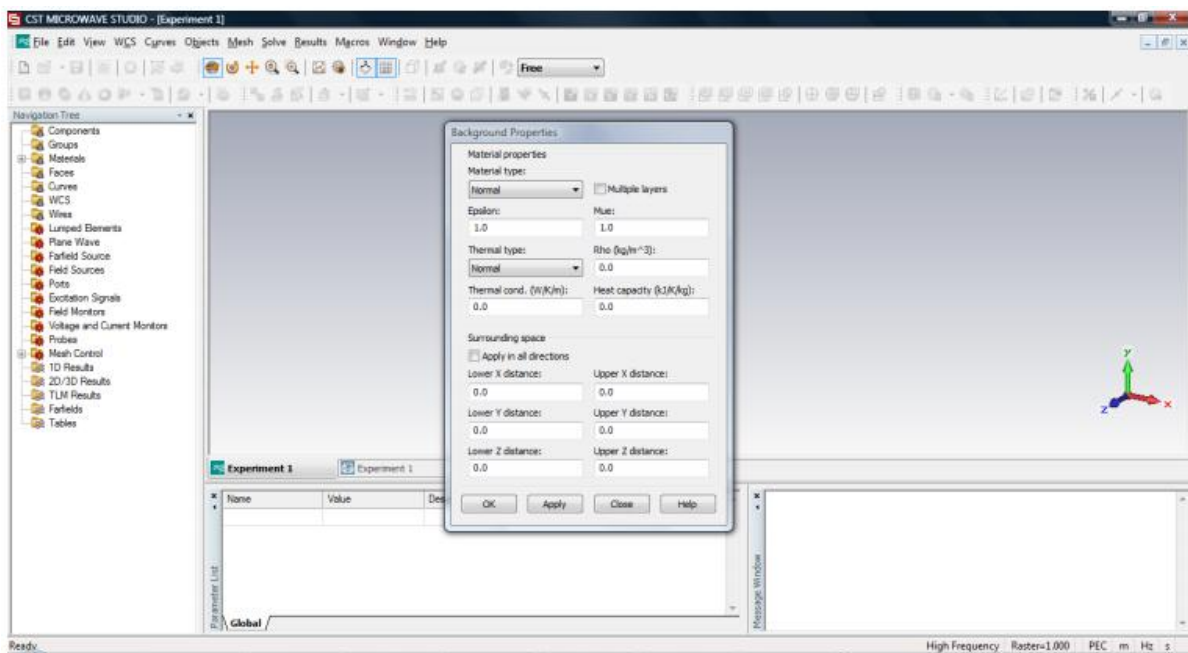 CST MICROWAVE STUDIO - [Experiment 1]
File Edit View WCS Curves Objects Mesh Solve Results Macros Window Help
Free
Navigation Tree
Components
Groups
Materials
Faces
Curves
WCS
Wires
Lumped Elements
Plane Wave
Farfield Source
Field Sources
Ports
Excitation Signals
Field Monitors
Voltage and Current Monitors
Probes
Mesh Control
1D Results
2D/3D Results
TLM Results
Farfields
Tables
Background Properties
Material properties
Material type:
Normal Multiple layers
Epsilon: Mue:
1.0 1.0
Thermal type: Rho (kg/m^3):
Normal 0.0
Thermal cond. (W/K/m): Heat capacity (kJ/K/kg):
0.0 0.0
Surrounding space
Apply in all directions
Lower X distance: Upper X distance:
0.0 0.0
Lower Y distance: Upper Y distance:
0.0 0.0
Lower Z distance: Upper Z distance:
0.0 0.0
OK Apply Close Help
y
z x
Experiment 1 Experiment 1
Name Value Des
Parameter List
Global
Message Window
Ready High Frequency Raster=1.000 PEC m Hz s